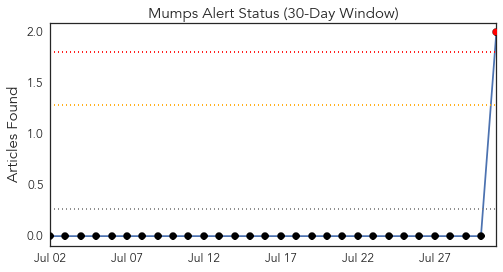 Mumps Alert Status (30-Day Window)
Articles Found
2.0
1.5
1.0
0.5
0.0
Jul 02 Jul 07 Jul 12 Jul 17 Jul 22 Jul 27